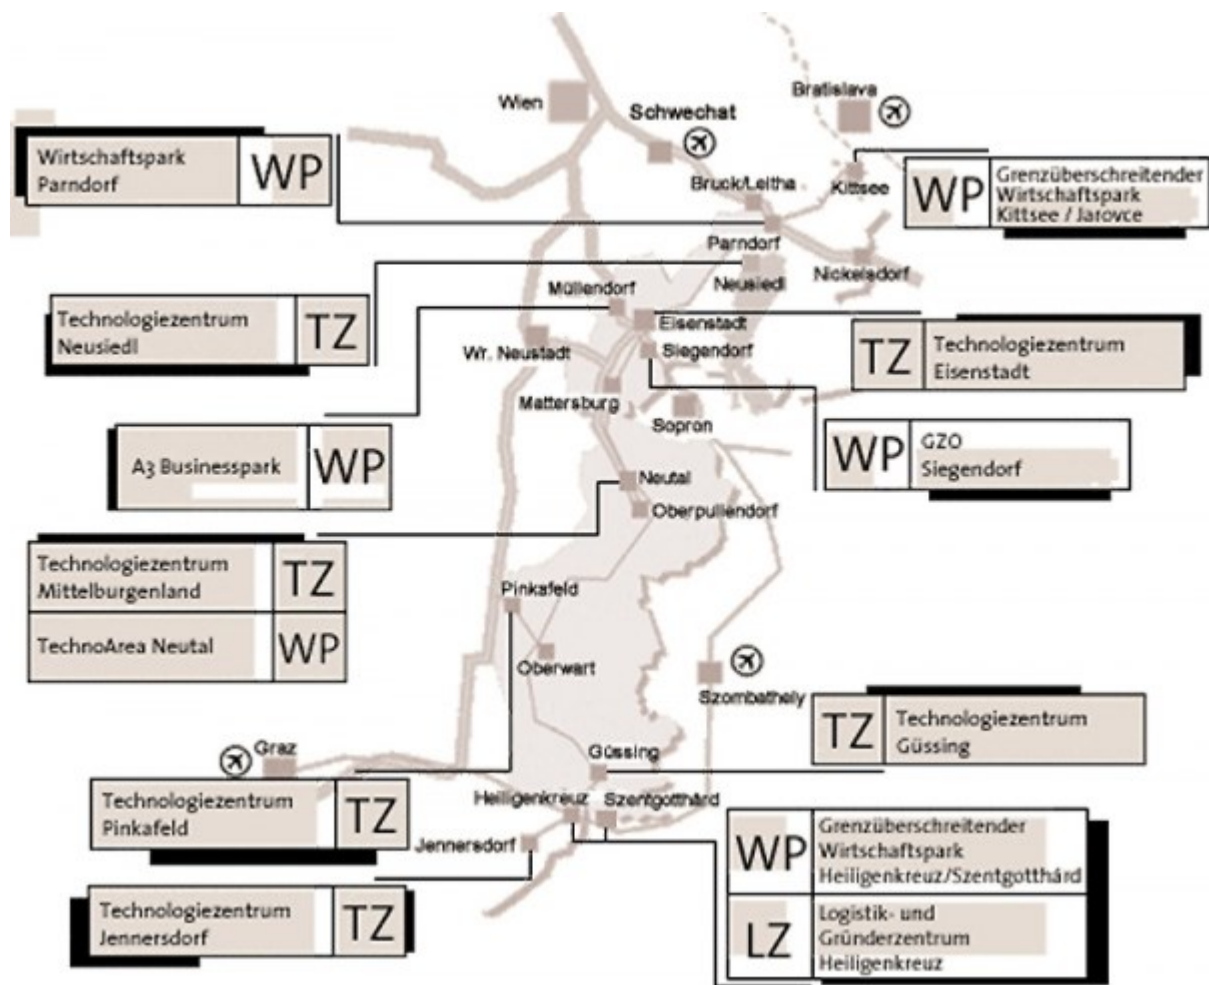 Wien
Schwechat
Bratislava
Wirtschaftspark
Parndorf
WP
Bruck/Leitha
Kittsee
WP
Grenzüberschreitender
Wirtschaftspark
Kittsee / Jarovce
Parndorf
Neusiedl
Nickelsdorf
Technologiezentrum
Neusiedl
TZ
Müllendorf
Eisenstadt
Wr. Neustadt
Siegendorf
TZ
Technologiezentrum
Eisenstadt
Mattersburg
Sopron
A3 Businesspark
WP
WP
GZO
Siegendorf
Neutal
Oberpullendorf
Technologiezentrum
Mittelburgenland
TZ
TechnoArea Neutal
WP
Pinkafeld
Oberwart
Szombathely
TZ
Technologiezentrum
Güssing
Graz
Güssing
Technologiezentrum
Pinkafeld
TZ
Heiligenkreuz
Szentgotthárd
Jennersdorf
WP
Grenzüberschreitender
Wirtschaftspark
Heiligenkreuz/Szentgotthárd
Technologiezentrum
Jennersdorf
TZ
LZ
Logistik- und
Gründerzentrum
Heiligenkreuz